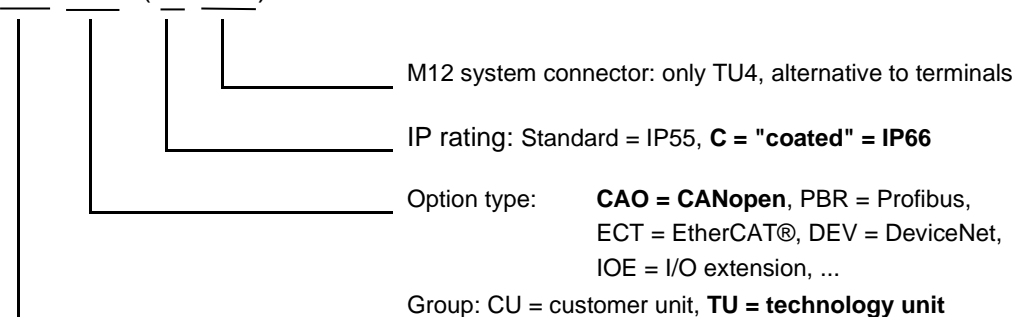 M12 system connector: only TU4, alternative to terminals
IP rating: Standard = IP55, C = "coated" = IP66
Option type: CAO = CANopen, PBR = Profibus,
ECT = EtherCAT®, DEV = DeviceNet,
IOE = I/O extension, ...
Group: CU = customer unit, TU = technology unit